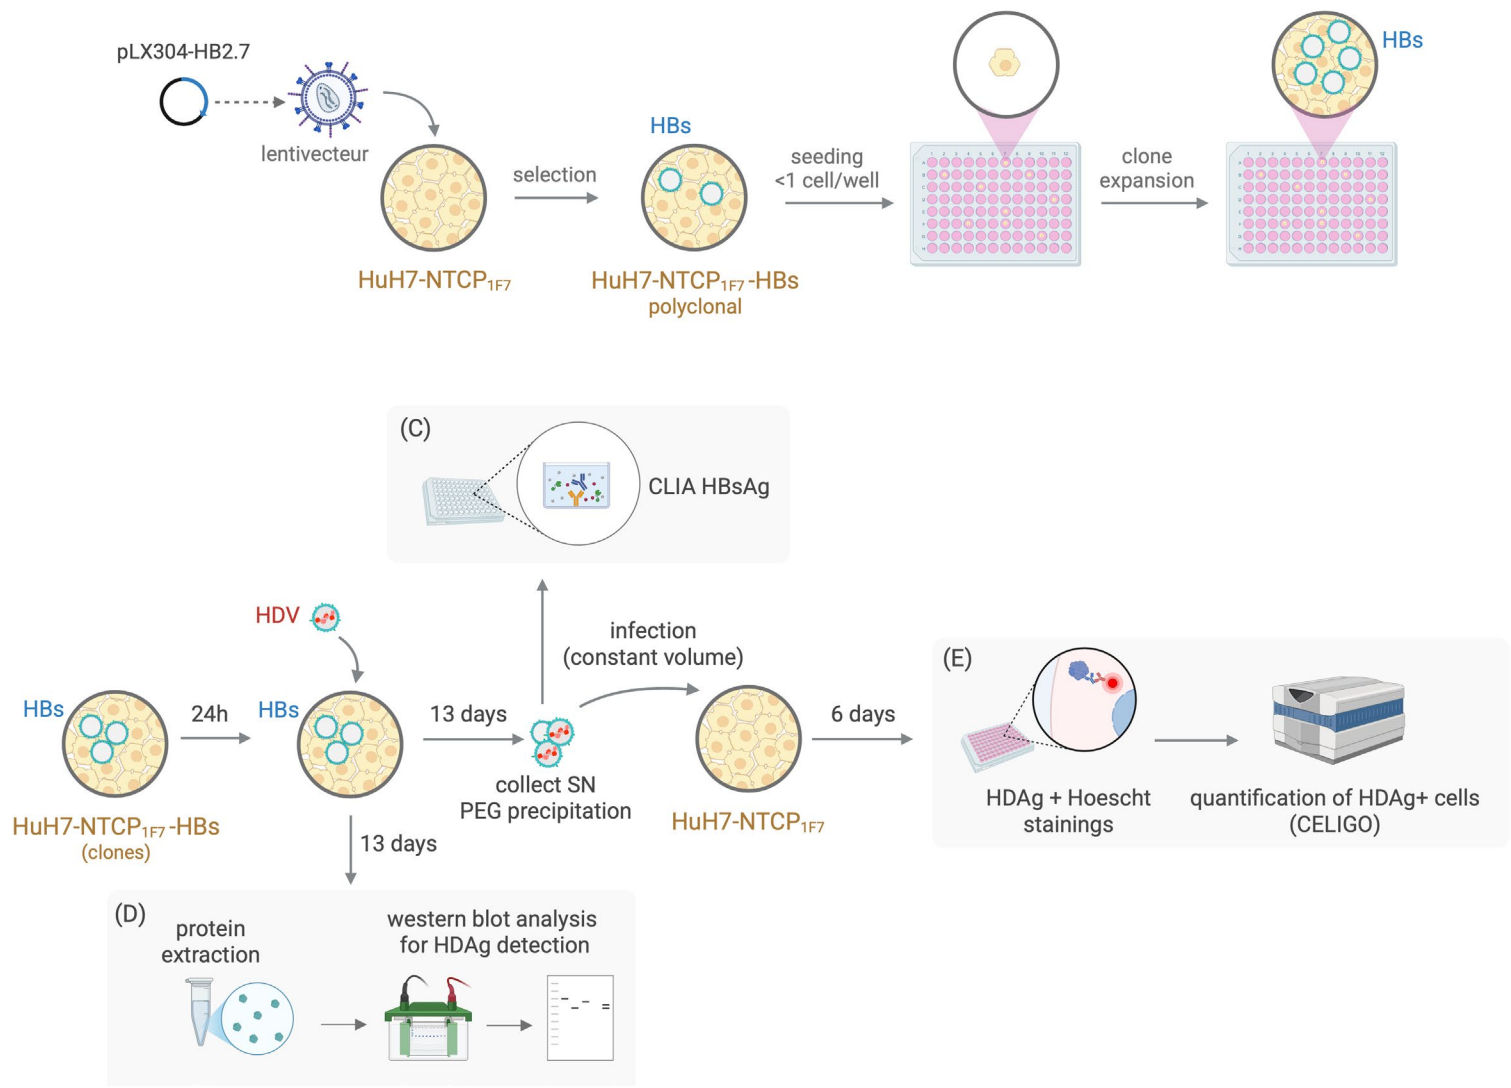 pLX304-HB2.7
lentivecteur
HuH7-NTCP1F7
selection
HBs
HuH7-NTCP1F7-HBs
polyclonal
seeding
<1 cell/well
clone
expansion
HBs
(C)
CLIA HBsAg
HDV
HBs
24h
HBs
HuH7-NTCP1F7-HBs
(clones)
13 days
collect SN
PEG precipitation
infection
(constant volume)
HuH7-NTCP1F7
6 days
(E)
HDAg + Hoescht
stainings
quantification of HDAg+ cells
(CELIGO)
13 days
(D)
protein
extraction
western blot analysis
for HDAg detection